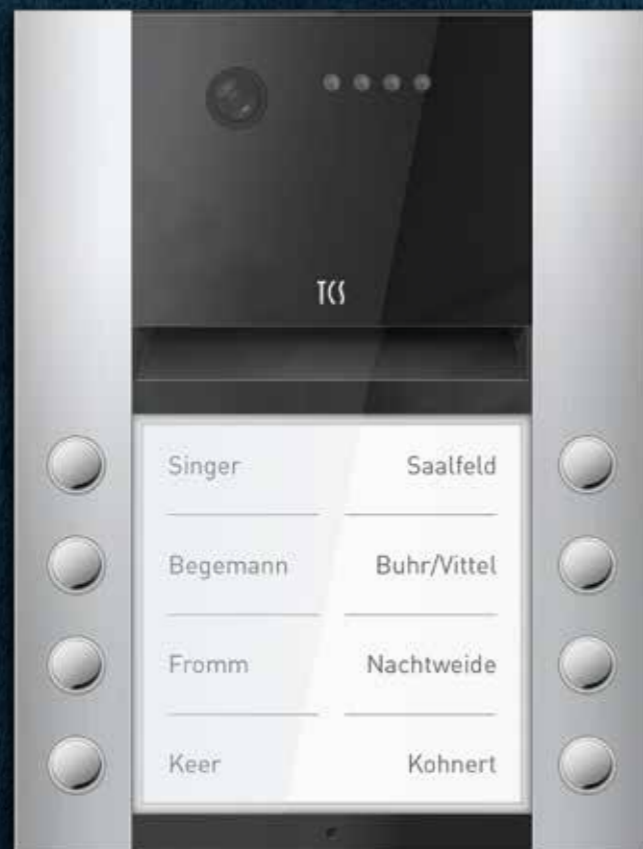 TCS
Singer Saalfeld
Begemann Buhr/Vittel
Fromm Nachtweide
Keer Kohnert